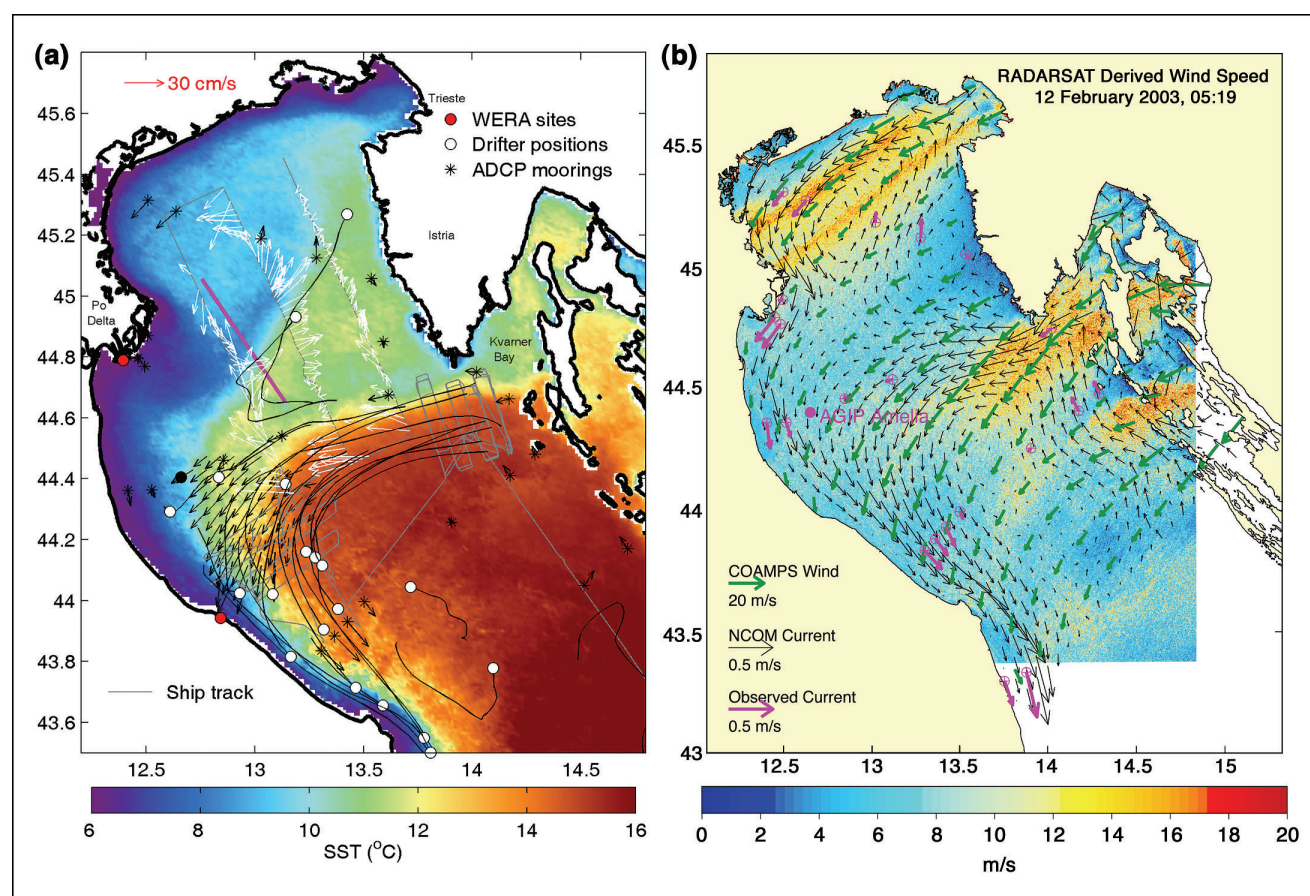 (a)
30 cm/s
Trieste
WERA sites
Drifter positions
ADCP moorings
Istria
Po
Delta
Kvarner
Bay
Ship track
45.6
45.4
45.2
45
44.8
44.6
44.4
44.2
44
43.8
43.6
12.5 13 13.5 14 14.5
6 8 10 12 14 16
SST (°C)
(b)
RADARSAT Derived Wind Speed
12 February 2003, 05:19
AGIP Amelia
COAMPS Wind
20 m/s
NCOM Current
0.5 m/s
Observed Current
0.5 m/s
45.5
45
44.5
44
43.5
43
12.5 13 13.5 14 14.5 15
0 2 4 6 8 10 12 14 16 18 20
m/s